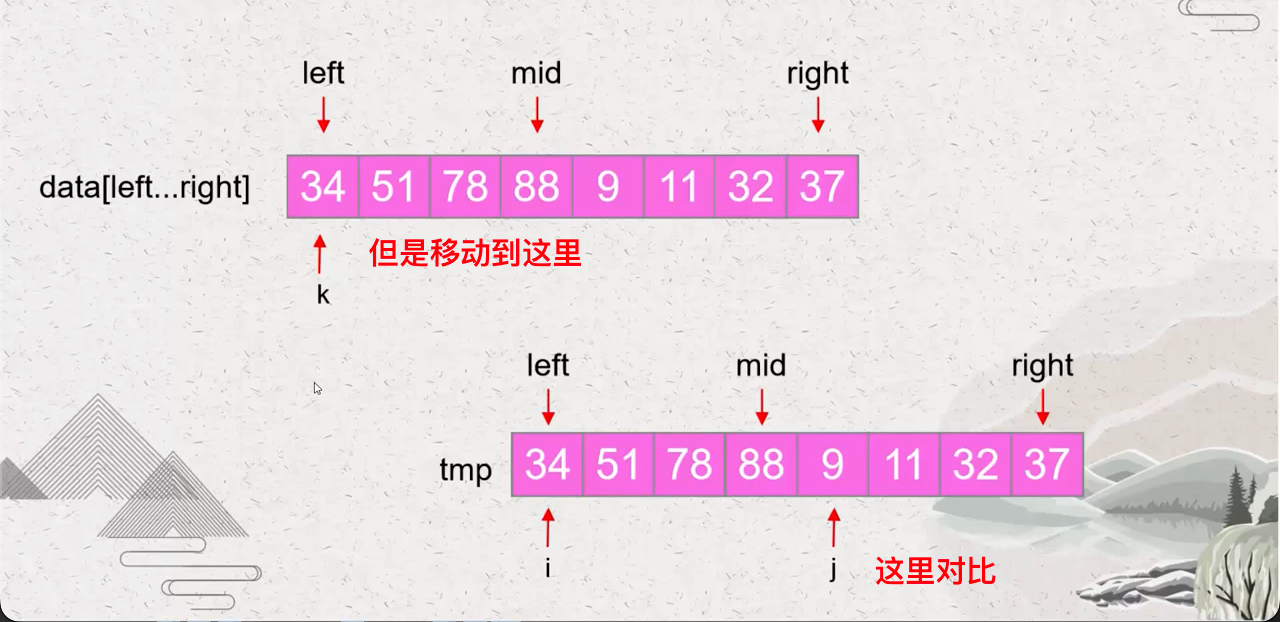 left mid right
data[left...right] 34 51 78 88 9 11 32 37
但是移动到这里
k
left mid right
tmp 34 51 78 88 9 11 32 37
i j 这里对比